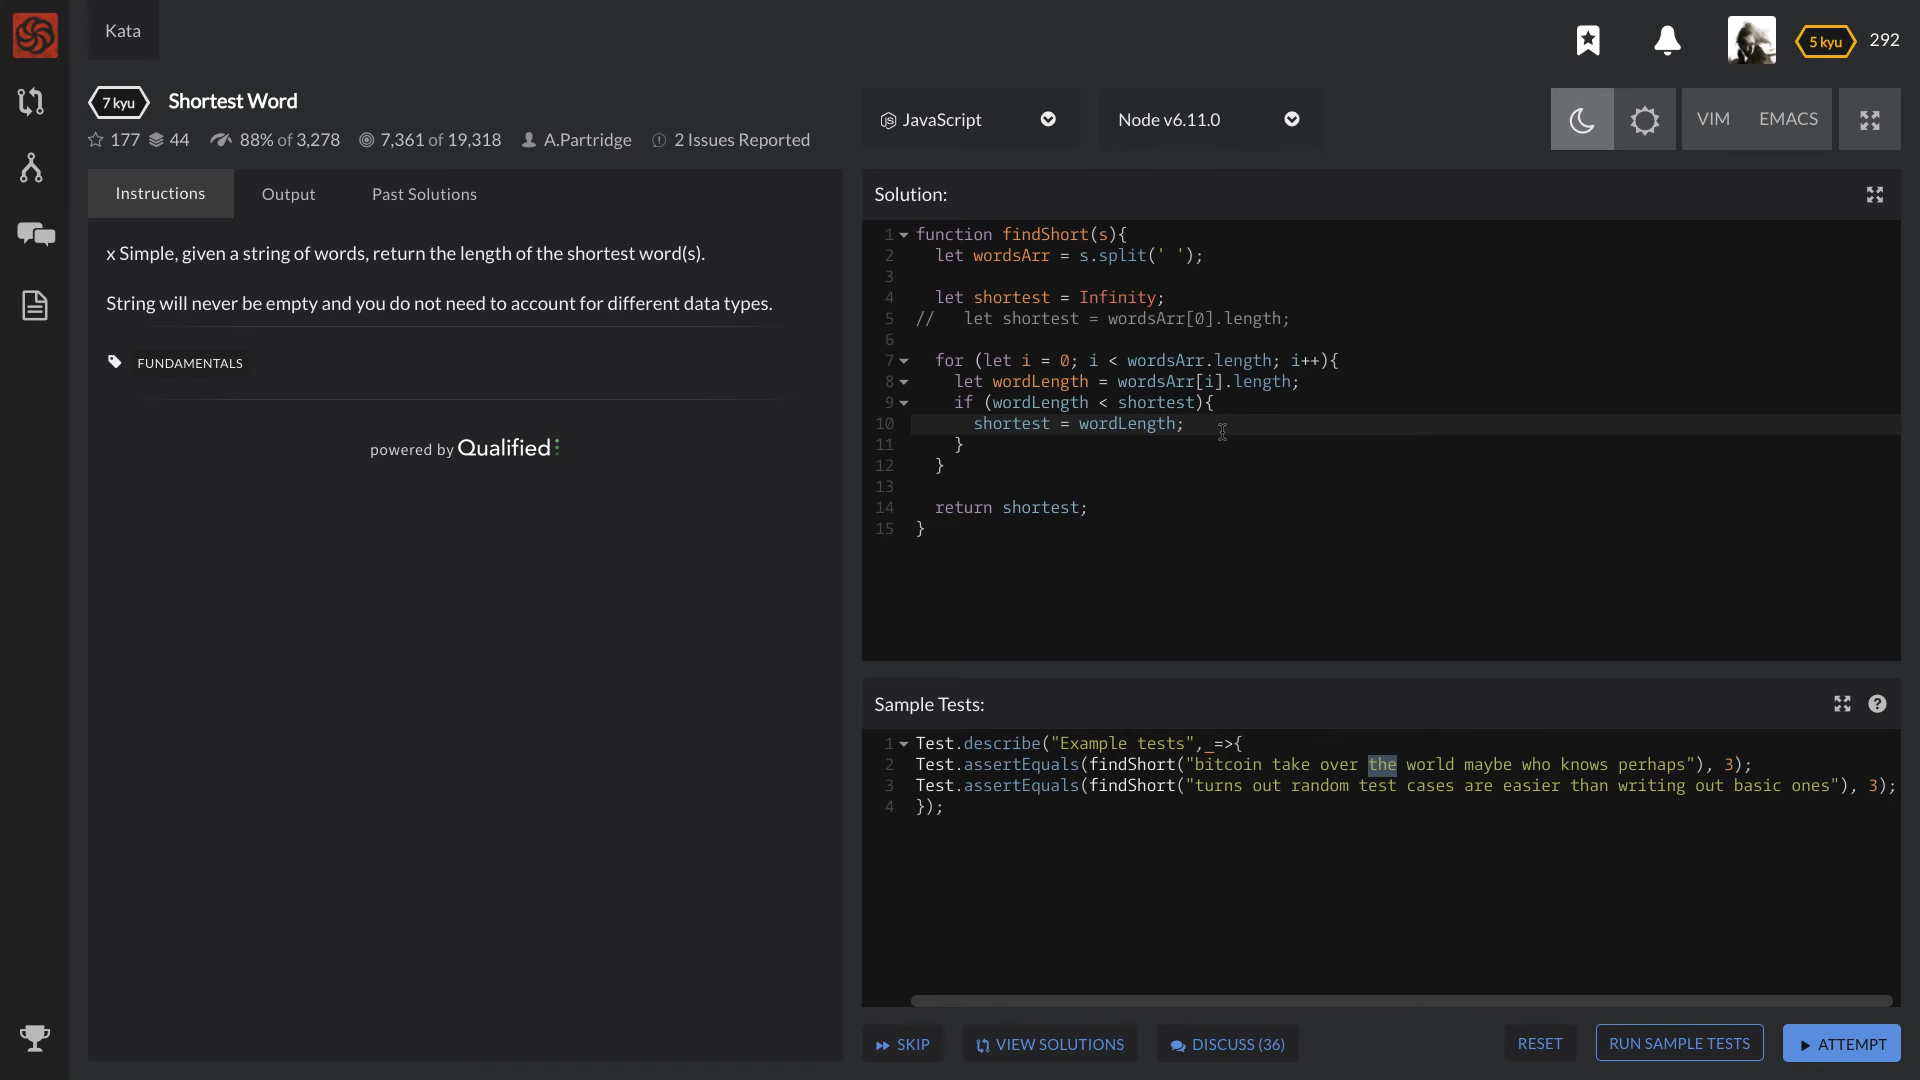 Kata
5 kyu 292
7 kyu Shortest Word
177 44 88% of 3,278 7,361 of 19,318 A.Partridge 2 Issues Reported
JavaScript
Node v6.11.0
VIM EMACS
Instructions Output Past Solutions
x Simple, given a string of words, return the length of the shortest word(s).
String will never be empty and you do not need to account for different data types.
FUNDAMENTALS
powered by Qualified
Solution:
1 function findShort(s){
2   let wordsArr = s.split(' ');
3
4   let shortest = Infinity;
5 //   let shortest = wordsArr[0].length;
6
7   for (let i = 0; i < wordsArr.length; i++){
8     let wordLength = wordsArr[i].length;
9     if (wordLength < shortest){
10       shortest = wordLength;
11     }
12   }
13
14   return shortest;
15 }
Sample Tests:
1 Test.describe("Example tests",_=>{
2 Test.assertEquals(findShort("bitcoin take over the world maybe who knows perhaps"), 3);
3 Test.assertEquals(findShort("turns out random test cases are easier than writing out basic ones"), 3);
4 });
SKIP VIEW SOLUTIONS DISCUSS (36) RESET RUN SAMPLE TESTS ATTEMPT